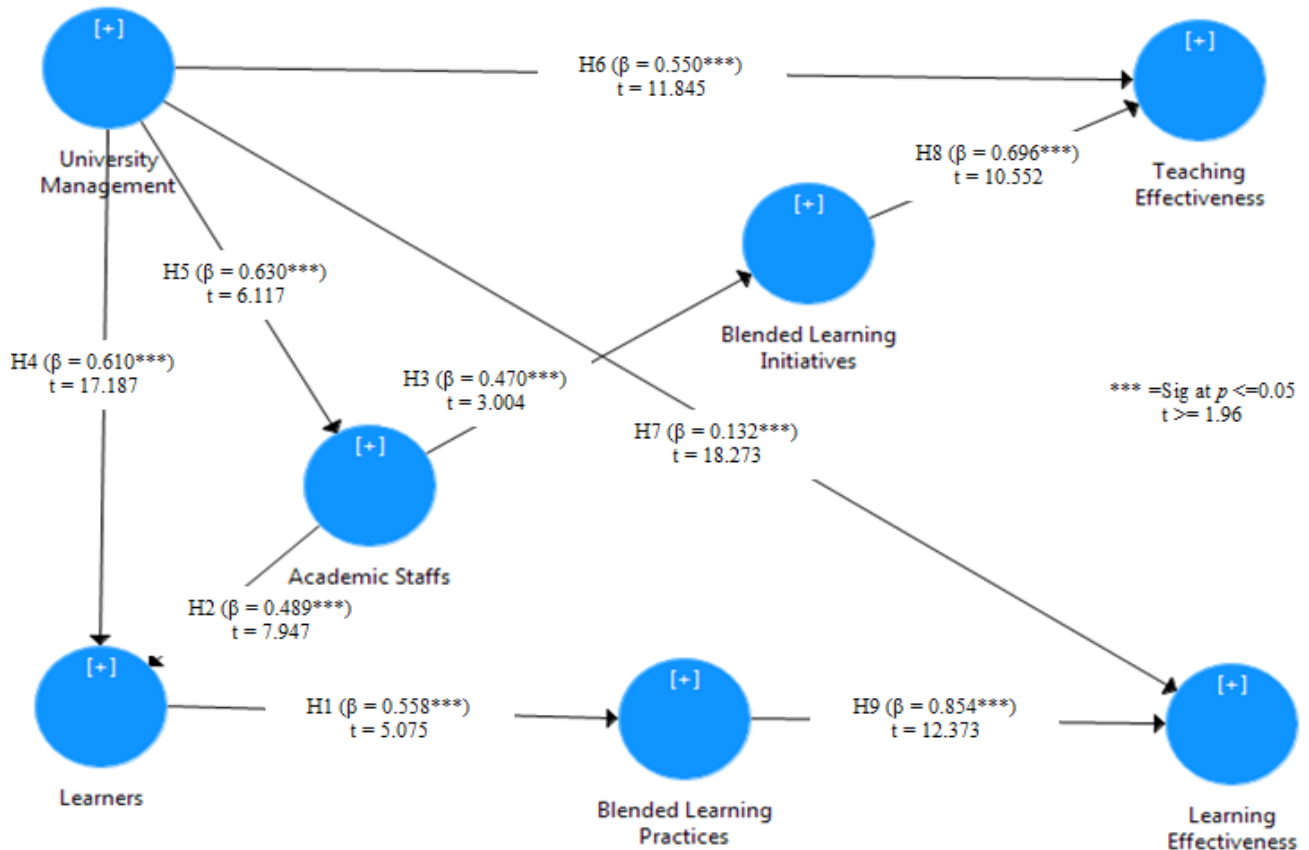 [+]
University
Management
H6 (β = 0.550***)
t = 11.845
[+]
Teaching
Effectiveness
H8 (β = 0.696***)
t = 10.552
[+]
Blended Learning
Initiatives
H5 (β = 0.630***)
t = 6.117
H4 (β = 0.610***)
t = 17.187
H3 (β = 0.470***)
t = 3.004
*** =Sig at p <=0.05
t >= 1.96
H7 (β = 0.132***)
t = 18.273
[+]
Academic Staffs
H2 (β = 0.489***)
t = 7.947
[+]
Learners
H1 (β = 0.558***)
t = 5.075
[+]
Blended Learning
Practices
H9 (β = 0.854***)
t = 12.373
[+]
Learning
Effectiveness